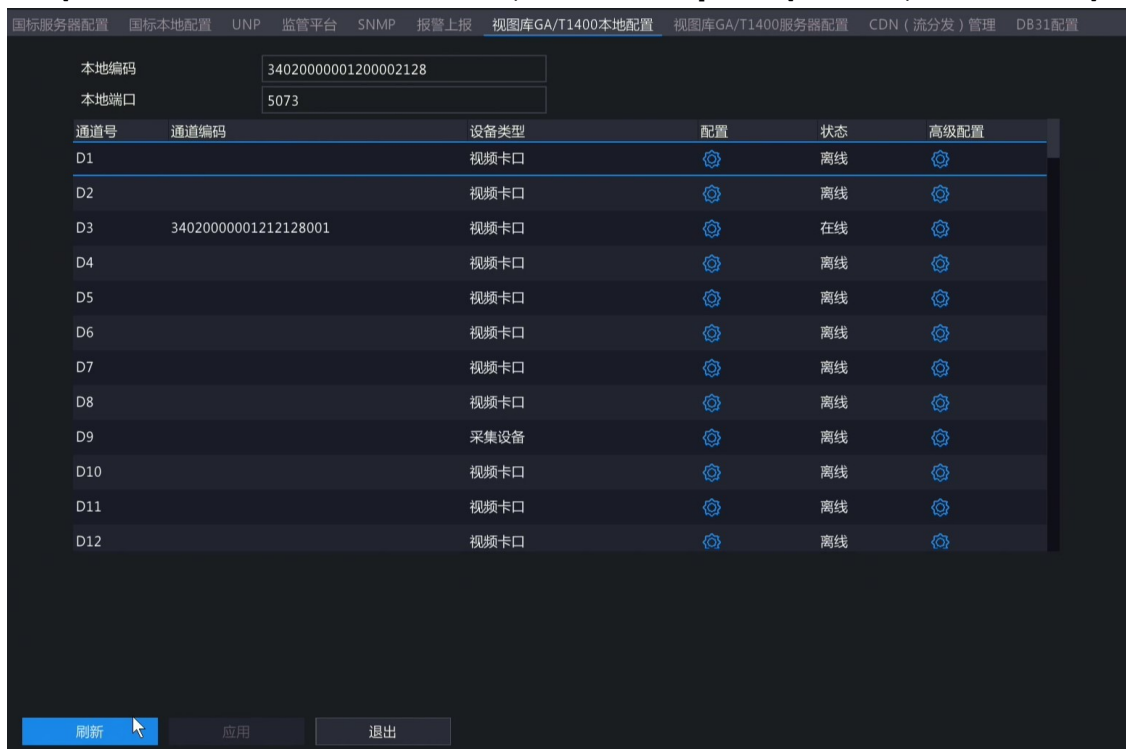 国标服务器配置 国标本地配置 UNP 监管平台 SNMP 报警上报 视图库GA/T1400本地配置 视图库GA/T1400服务器配置 CDN(流分发)管理 DB31配置
本地编码 34020000001200002128
本地端口 5073
通道号 通道编码 设备类型 配置 状态 高级配置
D1 视频卡口 离线
D2 视频卡口 离线
D3 34020000001212128001 视频卡口 在线
D4 视频卡口 离线
D5 视频卡口 离线
D6 视频卡口 离线
D7 视频卡口 离线
D8 视频卡口 离线
D9 采集设备 离线
D10 视频卡口 离线
D11 视频卡口 离线
D12 视频卡口 离线
刷新 应用 退出